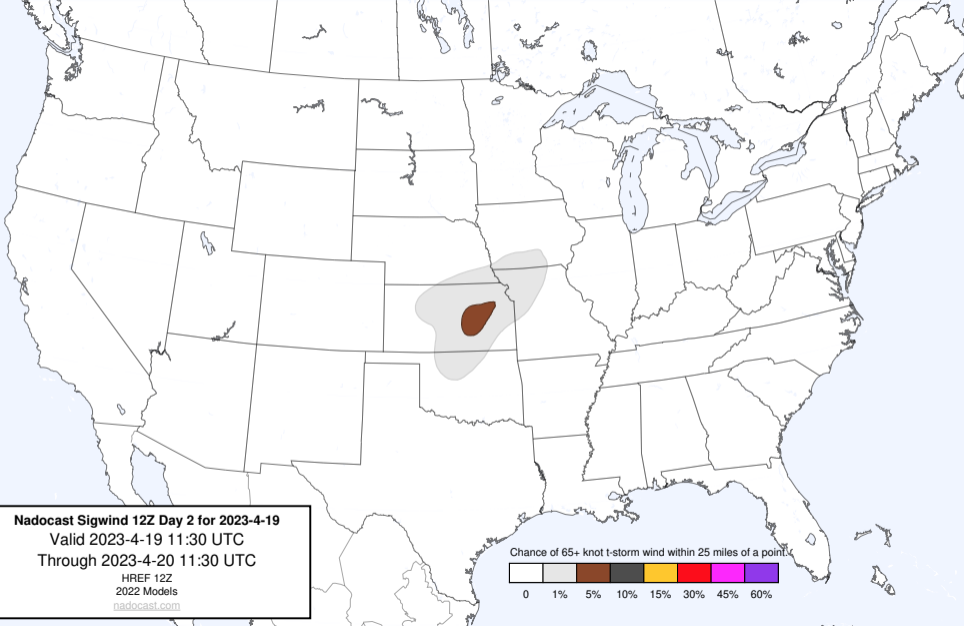 Nadocast Sigwind 12Z Day 2 for 2023-4-19
Valid 2023-4-19 11:30 UTC
Through 2023-4-20 11:30 UTC
HREF 12Z
2022 Models
nadocast.com
Chance of 65+ knot t-storm wind within 25 miles of a point.
0 1% 5% 10% 15% 30% 45% 60%